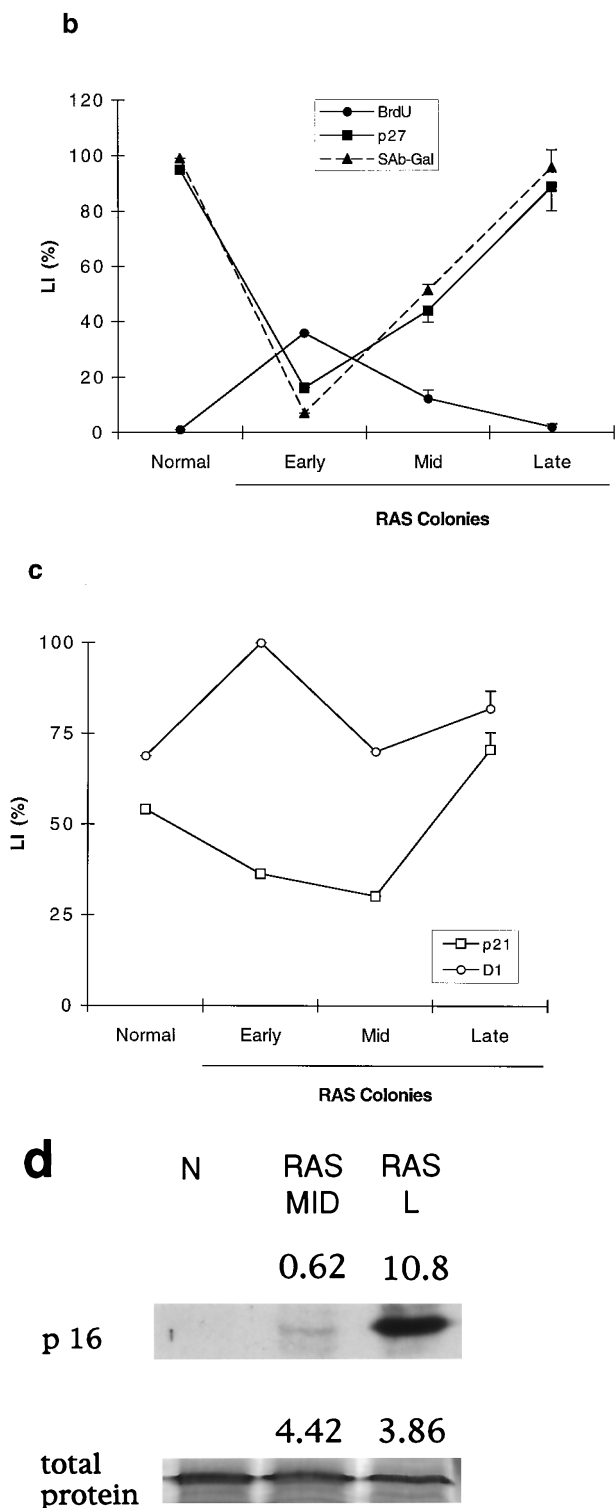 b
120
100
80
60
40
20
0
LI (%)
BrdU
p27
SAb-Gal
Normal Early Mid Late
RAS Colonies
c
100
75
50
25
0
LI (%)
p21
D1
Normal Early Mid Late
RAS Colonies
d
N RAS MID RAS L
0.62 10.8
p 16
4.42 3.86
total
protein